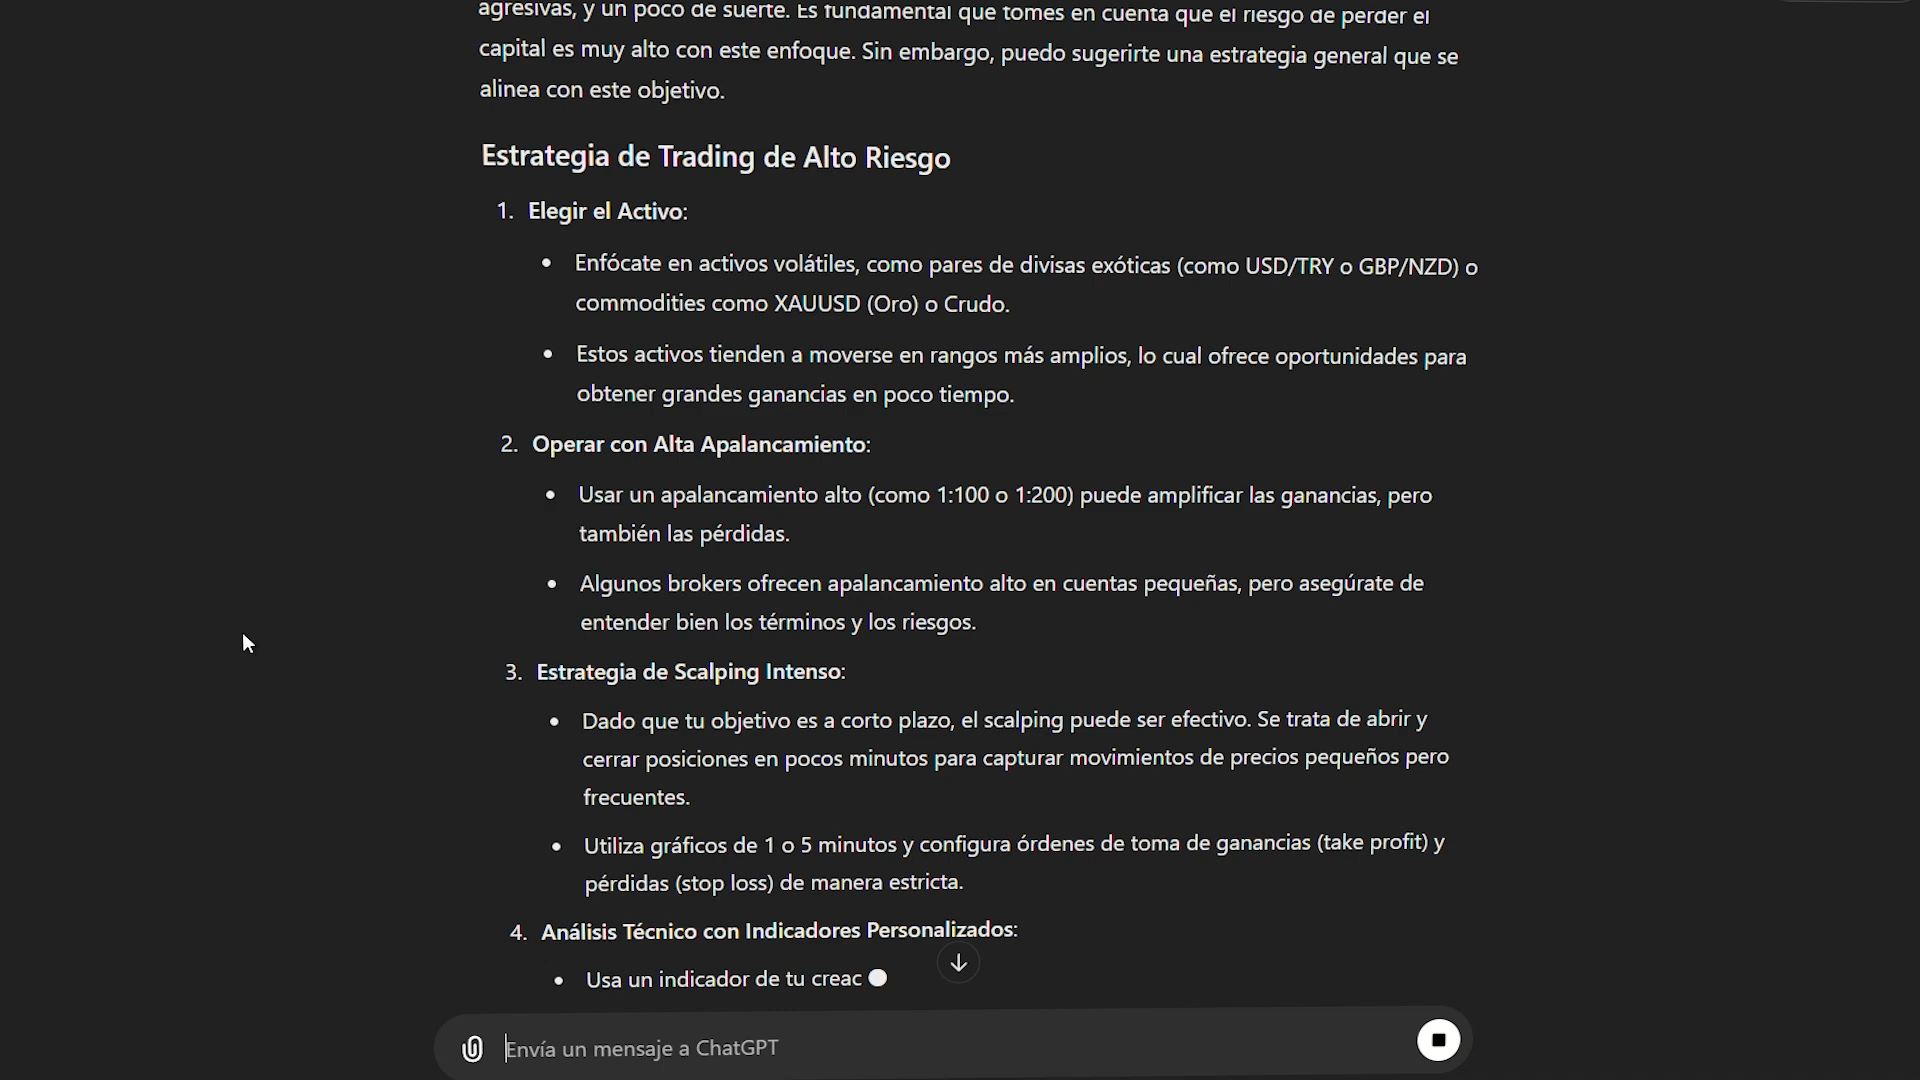 agresivas, y un poco de suerte. Es fundamental que tomes en cuenta que el riesgo de perder el
capital es muy alto con este enfoque. Sin embargo, puedo sugerirte una estrategia general que se
alinea con este objetivo.
Estrategia de Trading de Alto Riesgo
1. Elegir el Activo:
• Enfócate en activos volátiles, como pares de divisas exóticas (como USD/TRY o GBP/NZD) o
commodities como XAUUSD (Oro) o Crudo.
• Estos activos tienden a moverse en rangos más amplios, lo cual ofrece oportunidades para
obtener grandes ganancias en poco tiempo.
2. Operar con Alta Apalancamiento:
• Usar un apalancamiento alto (como 1:100 o 1:200) puede amplificar las ganancias, pero
también las pérdidas.
• Algunos brokers ofrecen apalancamiento alto en cuentas pequeñas, pero asegúrate de
entender bien los términos y los riesgos.
3. Estrategia de Scalping Intenso:
• Dado que tu objetivo es a corto plazo, el scalping puede ser efectivo. Se trata de abrir y
cerrar posiciones en pocos minutos para capturar movimientos de precios pequeños pero
frecuentes.
• Utiliza gráficos de 1 o 5 minutos y configura órdenes de toma de ganancias (take profit) y
pérdidas (stop loss) de manera estricta.
4. Análisis Técnico con Indicadores Personalizados:
• Usa un indicador de tu creac
Envía un mensaje a ChatGPT